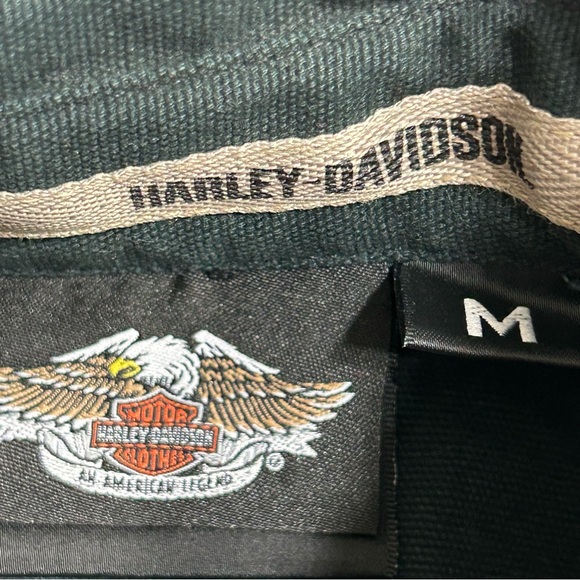 HARLEY-DAVIDSON
M
MOTOR
HARLEY-DAVIDSON
CLOTHES
AN AMERICAN LEGEND
®